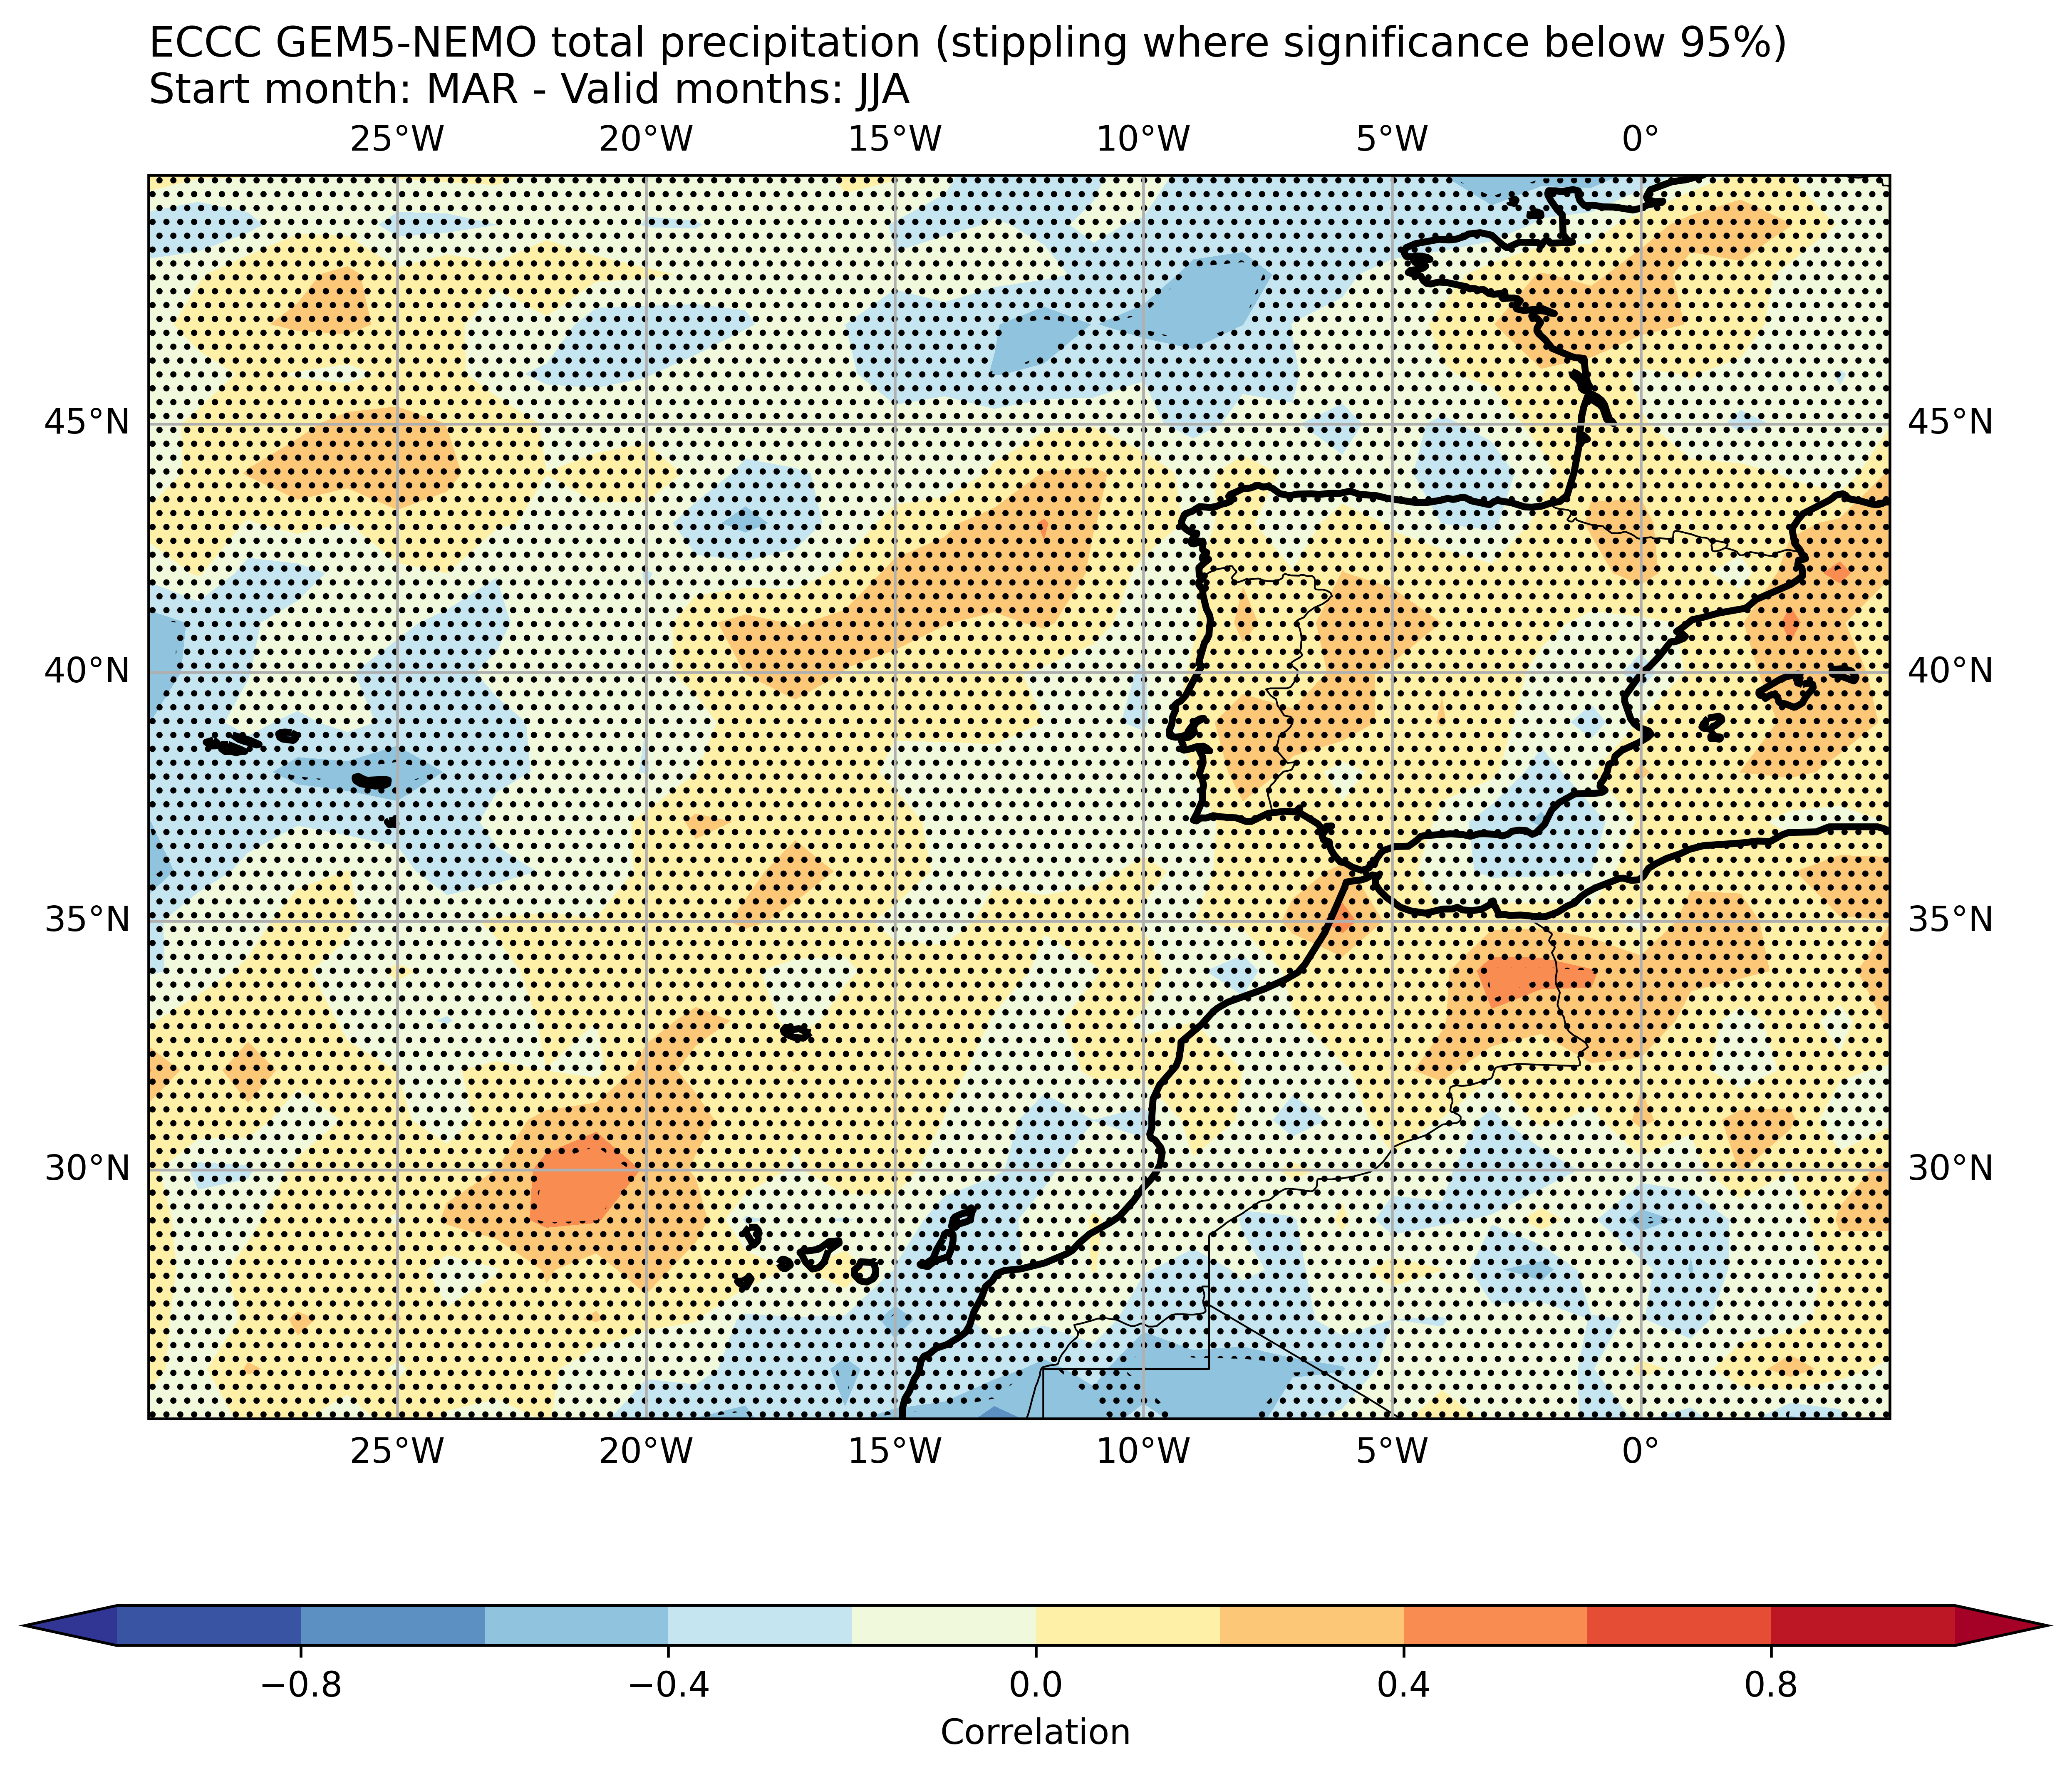 ECCC GEM5-NEMO total precipitation (stippling where significance below 95%)
Start month: MAR - Valid months: JJA
25°W 20°W 15°W 10°W 5°W 0°
45°N 45°N
40°N 40°N
35°N 35°N
30°N 30°N
25°W 20°W 15°W 10°W 5°W 0°
−0.8 −0.4 0.0 0.4 0.8
Correlation